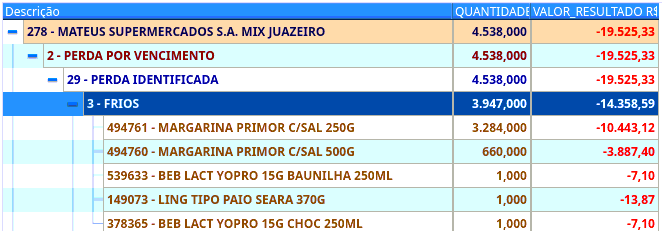 Descrição QUANTIDADE VALOR_RESULTADO R$
278 - MATEUS SUPERMERCADOS S.A. MIX JUAZEIRO 4.538,000 -19.525,33
2 - PERDA POR VENCIMENTO 4.538,000 -19.525,33
29 - PERDA IDENTIFICADA 4.538,000 -19.525,33
3 - FRIOS 3.947,000 -14.358,59
494761 - MARGARINA PRIMOR C/SAL 250G 3.284,000 -10.443,12
494760 - MARGARINA PRIMOR C/SAL 500G 660,000 -3.887,40
539633 - BEB LACT YOPRO 15G BAUNILHA 250ML 1,000 -7,10
149073 - LING TIPO PAIO SEARA 370G 1,000 -13,87
378365 - BEB LACT YOPRO 15G CHOC 250ML 1,000 -7,10